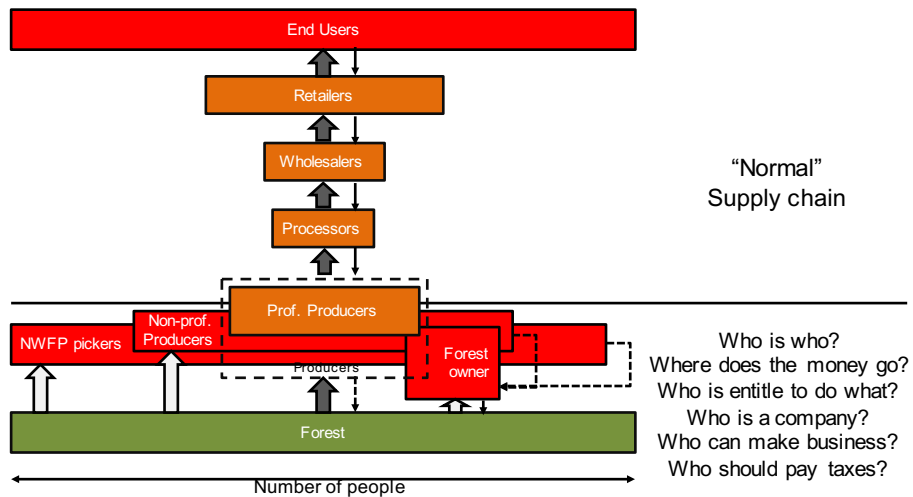 End Users
Retailers
Wholesalers
“Normal”
Supply chain
Processors
Prof. Producers
Non-prof.
Producers
NWFP pickers
Forest
owner
Producers
Forest
Number of people
Who is who?
Where does the money go?
Who is entitle to do what?
Who is a company?
Who can make business?
Who should pay taxes?